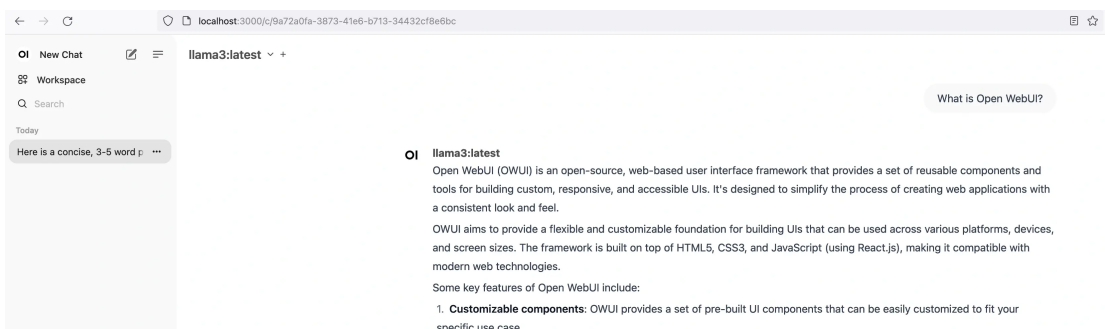 localhost:3000/c/9a72a0fa-3873-41e6-b713-34432cf8e6bc
OI New Chat
Workspace
Search
Today
Here is a concise, 3-5 word p
llama3:latest
What is Open WebUI?
OI llama3:latest
Open WebUI (OWUI) is an open-source, web-based user interface framework that provides a set of reusable components and
tools for building custom, responsive, and accessible UIs. It's designed to simplify the process of creating web applications with
a consistent look and feel.
OWUI aims to provide a flexible and customizable foundation for building UIs that can be used across various platforms, devices,
and screen sizes. The framework is built on top of HTML5, CSS3, and JavaScript (using React.js), making it compatible with
modern web technologies.
Some key features of Open WebUI include:
1. Customizable components: OWUI provides a set of pre-built UI components that can be easily customized to fit your
specific use case.